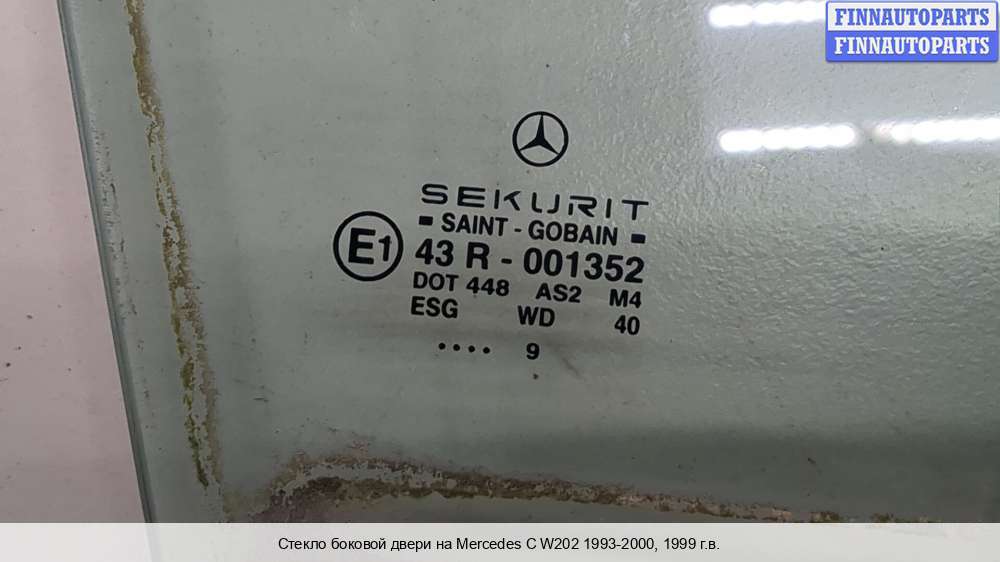 FINNAUTOPARTS
FINNAUTOPARTS
SEKURIT
SAINT - GOBAIN
E1 43 R - 001352
DOT 448 AS2 M4
ESG WD 40
.... 9
Стекло боковой двери на Mercedes C W202 1993-2000, 1999 г.в.